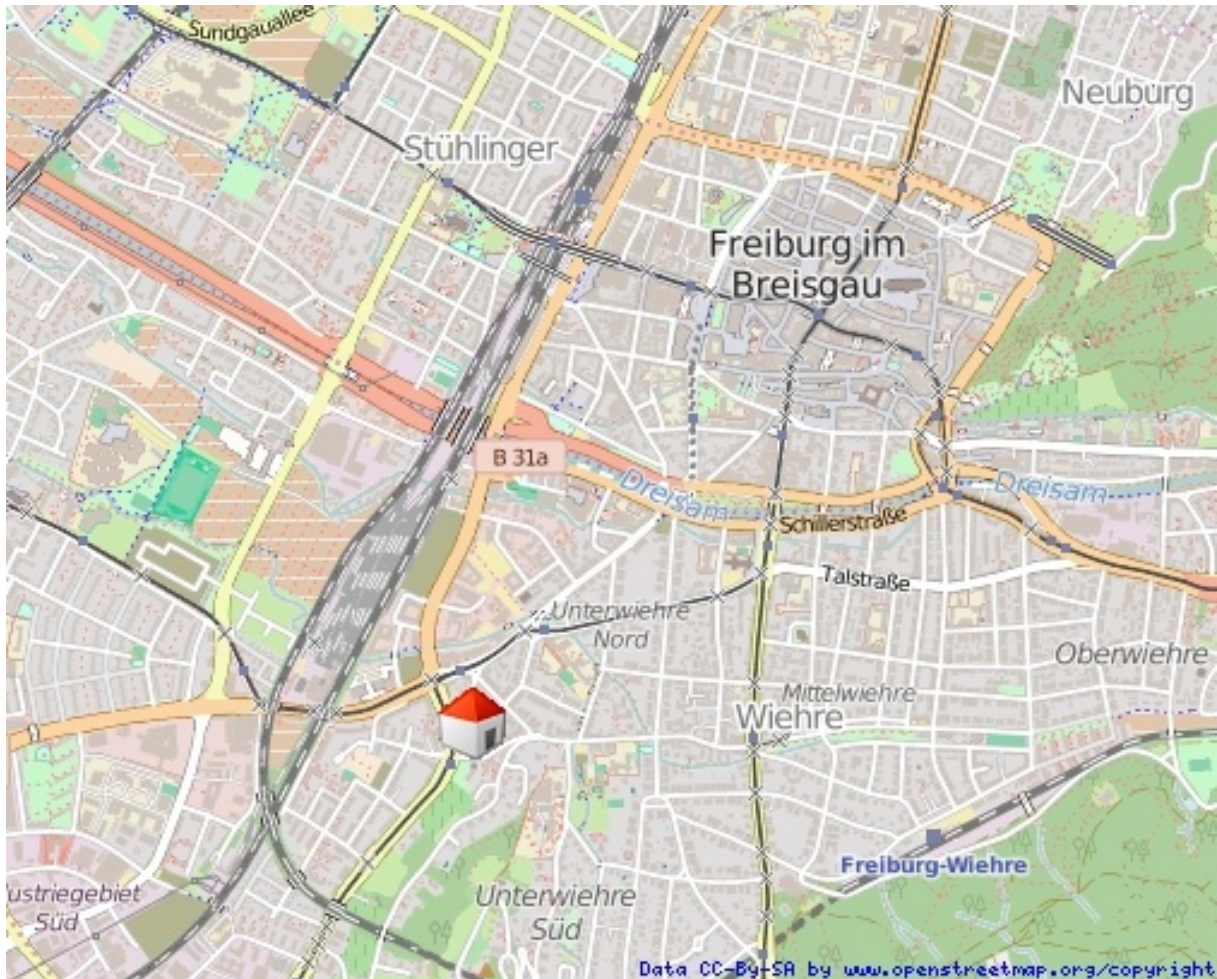 Sundgauallee
Neuburg
Stühlinger
Freiburg im
Breisgau
B 31a
Dreisam
Dreisam
Schillerstraße
Talstraße
Unterwiehre
Nord
Oberwiehre
Mittelwiehre
Wiehre
Freiburg-Wiehre
ustriegebiet
Süd
Unterwiehre
Süd
Data CC-By-SA by www.openstreetmap.org/copyright